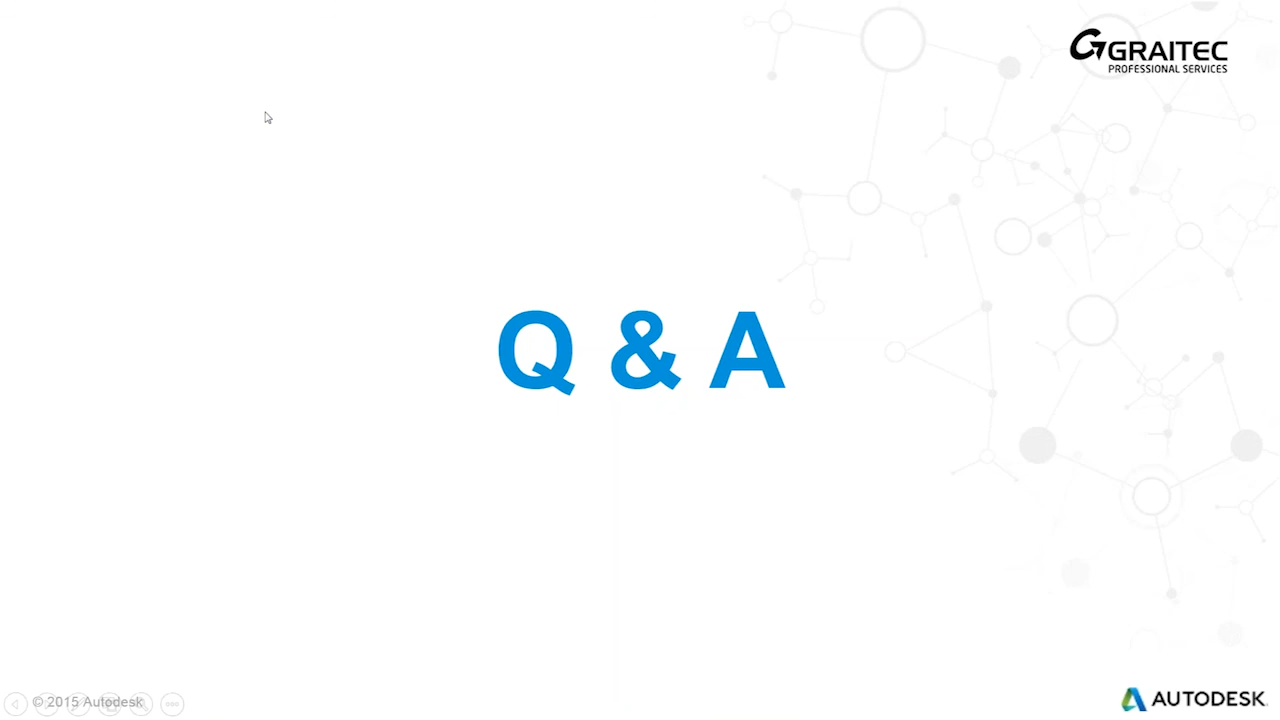 GRAITEC
PROFESSIONAL SERVICES
Q & A
© 2015 Autodesk
AUTODESK.